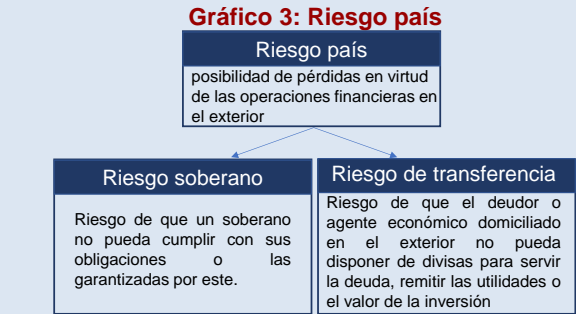 Gráfico 3: Riesgo país
Riesgo país
posibilidad de pérdidas en virtud
de las operaciones financieras en
el exterior
Riesgo soberano
Riesgo de que un soberano
no pueda cumplir con sus
obligaciones o las
garantizadas por este.
Riesgo de transferencia
Riesgo de que el deudor o
agente económico domiciliado
en el exterior no pueda
disponer de divisas para servir
la deuda, remitir las utilidades o
el valor de la inversión